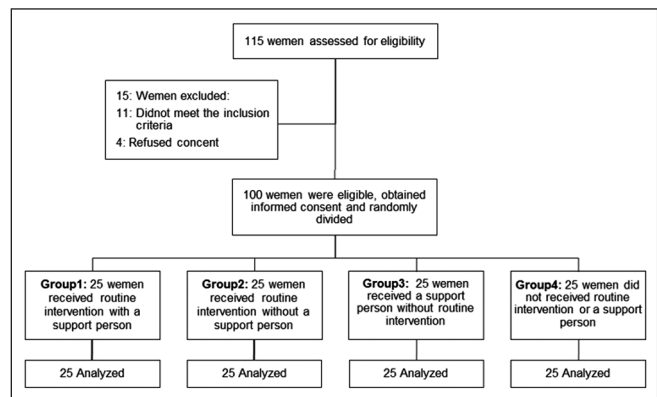 115 women assessed for eligibility
15: Women excluded:
11: Didnot meet the inclusion
criteria
4: Refused concent
100 women were eligible, obtained
informed consent and randomly
divided
Group1: 25 women
received routine
intervention with a
support person
Group2: 25 women
received routine
intervention without a
support person
Group3: 25 women
received a support
person without routine
intervention
Group4: 25 women did
not received routine
intervention or a support
person
25 Analyzed
25 Analyzed
25 Analyzed
25 Analyzed